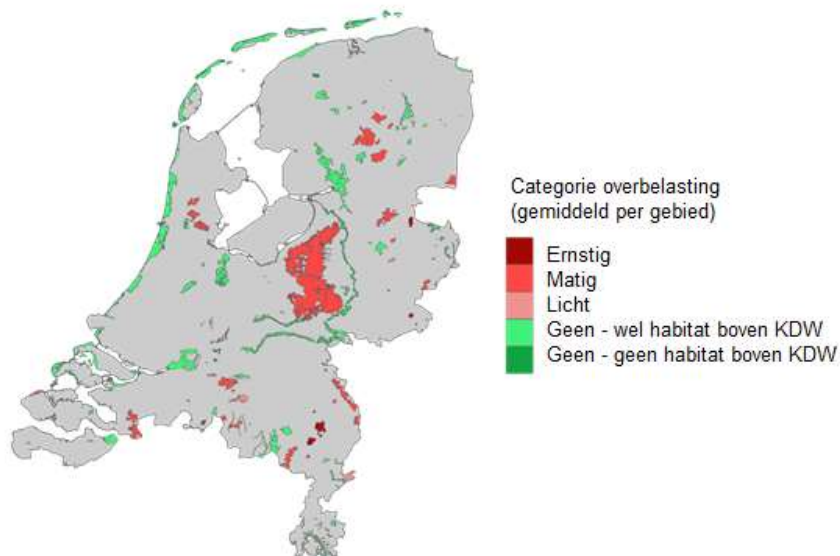 Categorie overbelasting
(gemiddeld per gebied)
Ernstig
Matig
Licht
Geen - wel habitat boven KDW
Geen - geen habitat boven KDW